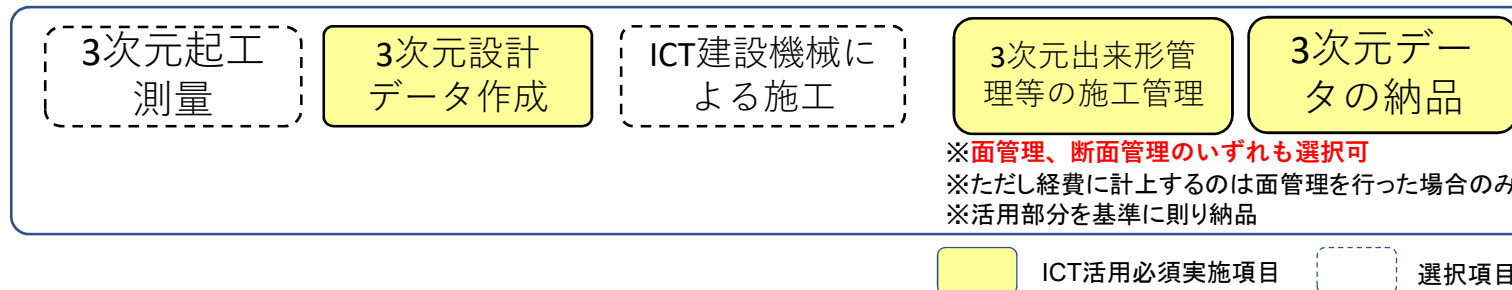 3次元起工
測量
3次元設計
データ作成
ICT建設機械に
よる施工
3次元出来形管
理等の施工管理
3次元デー
タの納品
※面管理、断面管理のいずれも選択可
※ただし経費に計上するのは面管理を行った場合のみ
※活用部分を基準に則り納品
ICT活用必須実施項目
選択項目